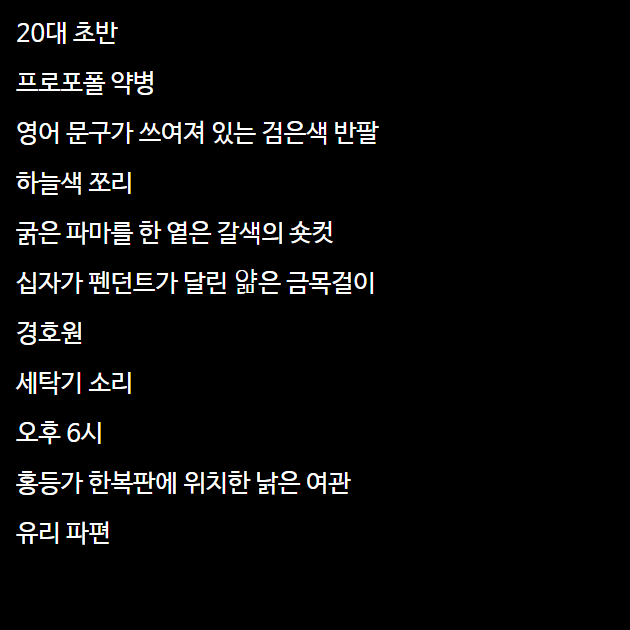 20대 초반
프로포폴 약병
영어 문구가 쓰여져 있는 검은색 반팔
하늘색 쪼리
굵은 파마를 한 옅은 갈색의 숏컷
십자가 펜던트가 달린 얇은 금목걸이
경호원
세탁기 소리
오후 6시
홍등가 한복판에 위치한 낡은 여관
유리 파편